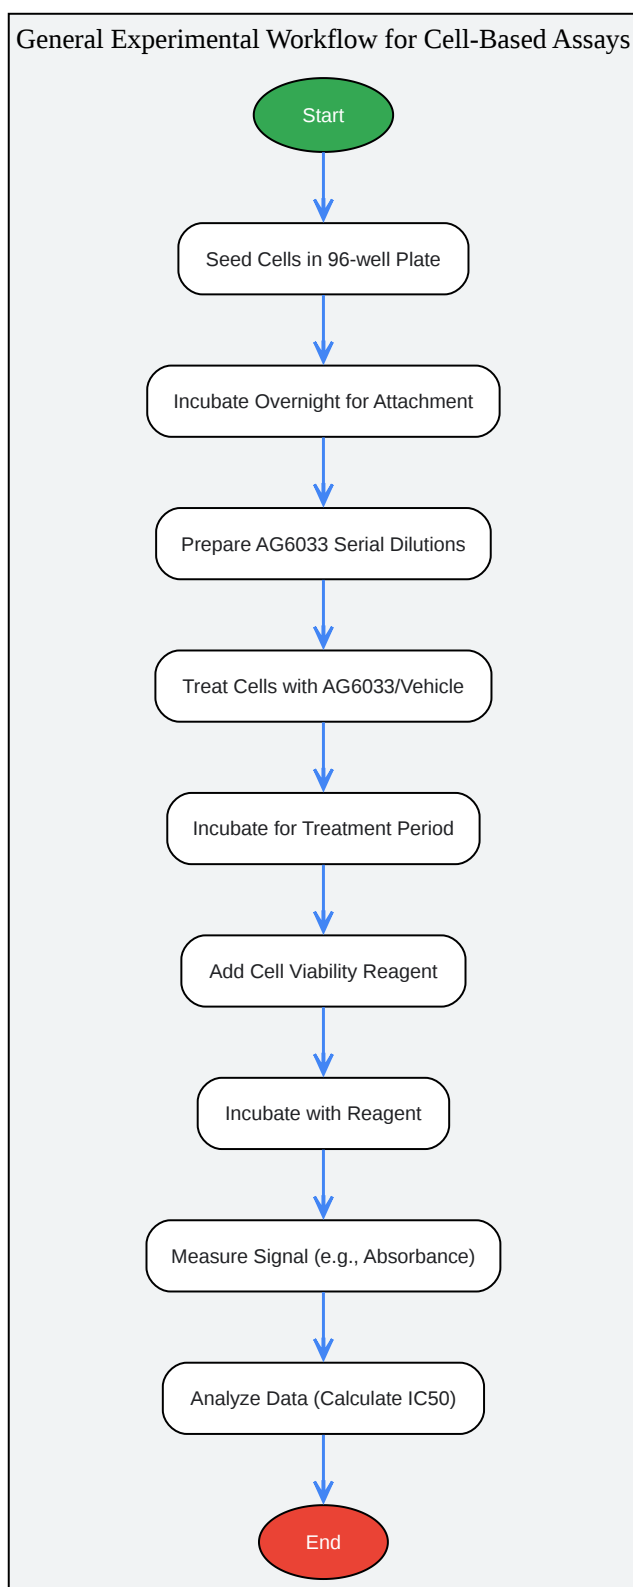 General Experimental Workflow for Cell-Based Assays
Start
Seed Cells in 96-well Plate
Incubate Overnight for Attachment
Prepare AG6033 Serial Dilutions
Treat Cells with AG6033/Vehicle
Incubate for Treatment Period
Add Cell Viability Reagent
Incubate with Reagent
Measure Signal (e.g., Absorbance)
Analyze Data (Calculate IC50)
End